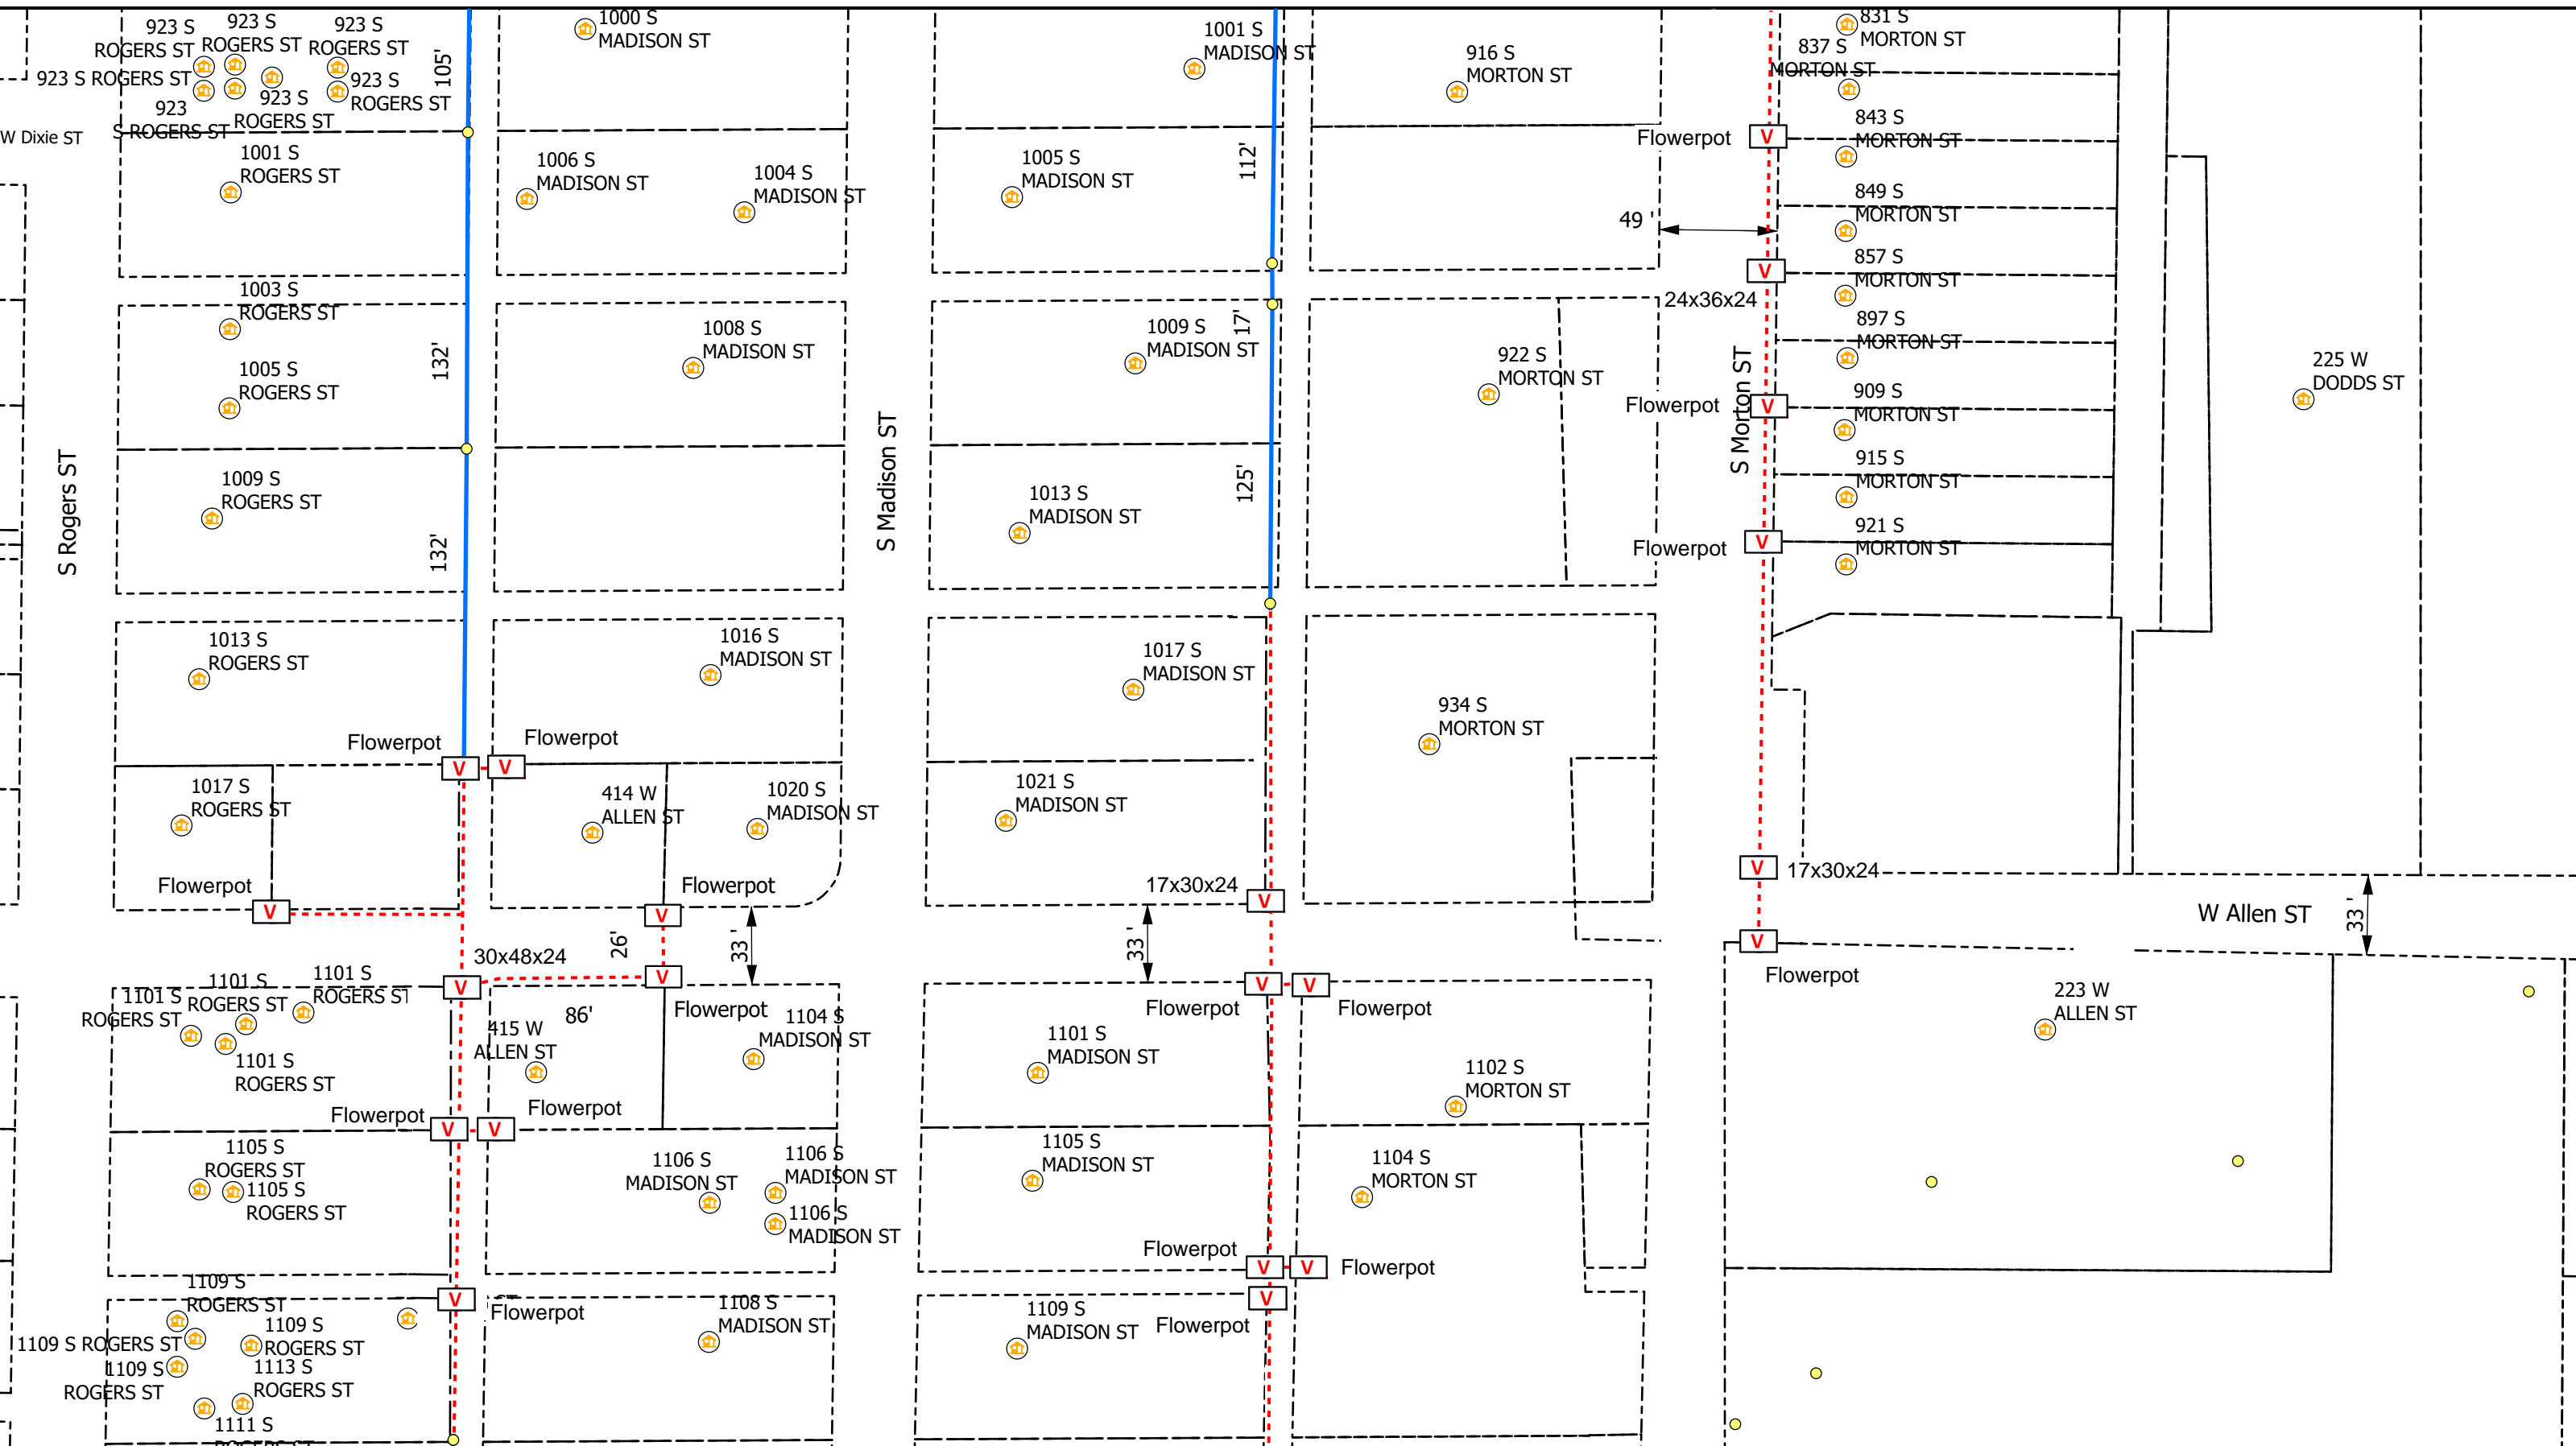 923 S
ROGERS ST
923 S
ROGERS ST
923 S
ROGERS ST
923 S ROGERS ST
923 S
ROGERS ST
923
S ROGERS ST
923 S
ROGERS ST
105'
1000 S
MADISON ST
1001 S
MADISON ST
916 S
MORTON ST
831 S
MORTON ST
837 S
MORTON ST
W Dixie ST
1001 S
ROGERS ST
1006 S
MADISON ST
1004 S
MADISON ST
1005 S
MADISON ST
112'
Flowerpot
V
843 S
MORTON ST
849 S
MORTON ST
49 '
V
24x36x24
857 S
MORTON ST
1003 S
ROGERS ST
1005 S
ROGERS ST
132'
1008 S
MADISON ST
1009 S
MADISON ST
17'
922 S
MORTON ST
897 S
MORTON ST
S Morton ST
Flowerpot
V
909 S
MORTON ST
225 W
DODDS ST
S Rogers ST
1009 S
ROGERS ST
132'
S Madison ST
1013 S
MADISON ST
125'
915 S
MORTON ST
Flowerpot
V
921 S
MORTON ST
1013 S
ROGERS ST
1016 S
MADISON ST
1017 S
MADISON ST
934 S
MORTON ST
Flowerpot
V
V
Flowerpot
1017 S
ROGERS ST
414 W
ALLEN ST
1020 S
MADISON ST
1021 S
MADISON ST
Flowerpot
V
Flowerpot
V
17x30x24
V
V
17x30x24
26'
33 '
33 '
W Allen ST
33 '
30x48x24
V
V
Flowerpot
86'
V
V
Flowerpot
Flowerpot
V
Flowerpot
1101 S
ROGERS ST
1101 S
ROGERS ST
1101 S
ROGERS ST
1101 S
ROGERS ST
415 W
ALLEN ST
1104 S
MADISON ST
1101 S
MADISON ST
1102 S
MORTON ST
223 W
ALLEN ST
Flowerpot
V
V
Flowerpot
1105 S
ROGERS ST
1105 S
ROGERS ST
1106 S
MADISON ST
1106 S
MADISON ST
1106 S
MADISON ST
1105 S
MADISON ST
1104 S
MORTON ST
Flowerpot
V
V
Flowerpot
1109 S
ROGERS ST
V
Flowerpot
1108 S
MADISON ST
1109 S
MADISON ST
V
Flowerpot
1109 S ROGERS ST
1109 S
ROGERS ST
1109 S
ROGERS ST
1113 S
ROGERS ST
1111 S
ROGERS ST